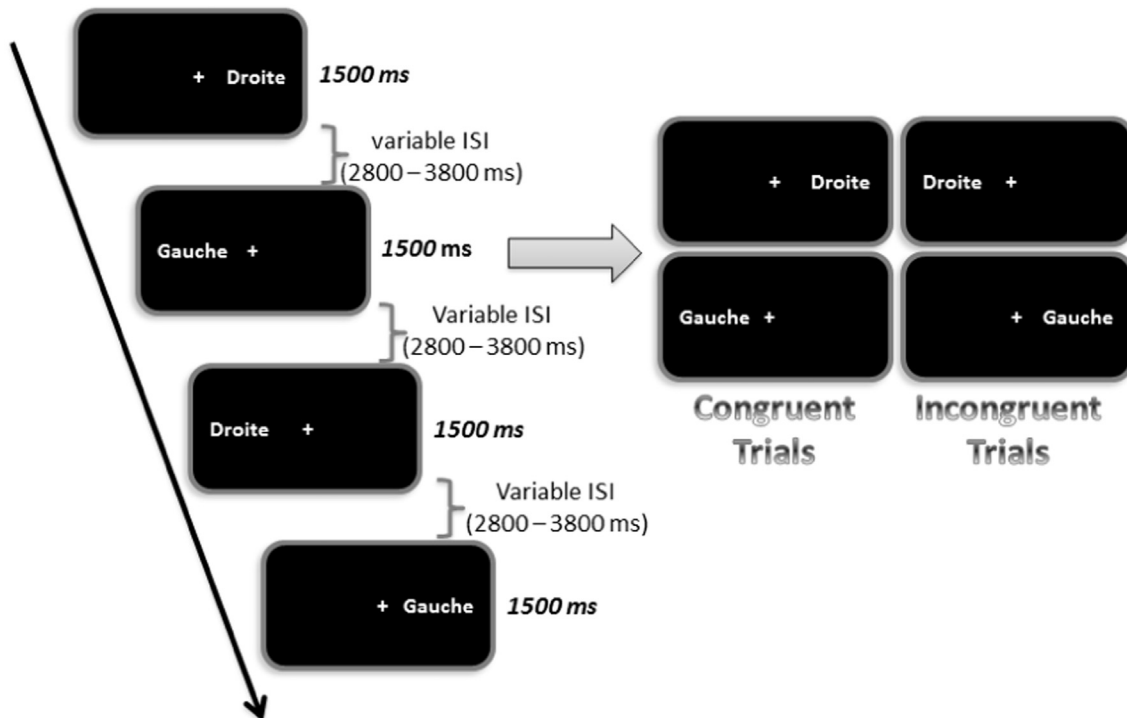 + Droite
1500 ms
variable ISI
(2800 – 3800 ms)
Gauche +
1500 ms
Variable ISI
(2800 – 3800 ms)
Droite +
1500 ms
Variable ISI
(2800 – 3800 ms)
+ Gauche
1500 ms
+ Droite
Droite +
Gauche +
+ Gauche
Congruent
Trials
Incongruent
Trials